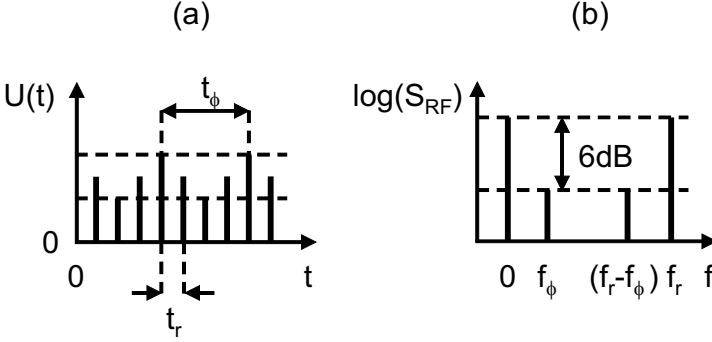 (a)
U(t)
t_ϕ
0
0
t
t_r
(b)
log(S_RF)
6dB
0 f_ϕ (f_r-f_ϕ) f_r f